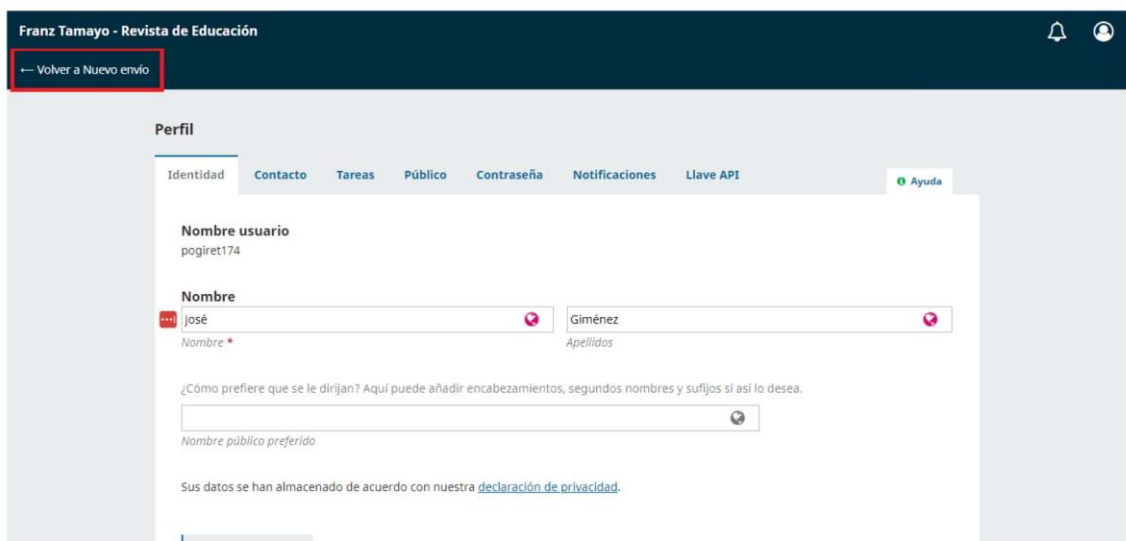 Franz Tamayo - Revista de Educación
← Volver a Nuevo envío
Perfil
Identidad Contacto Tareas Público Contraseña Notificaciones Llave API Ayuda
Nombre usuario
pogiret174
Nombre
José Giménez
Nombre * Apellidos
¿Cómo prefiere que se le dirijan? Aquí puede añadir encabezamientos, segundos nombres y sufijos si así lo desea.
Nombre público preferido
Sus datos se han almacenado de acuerdo con nuestra declaración de privacidad.